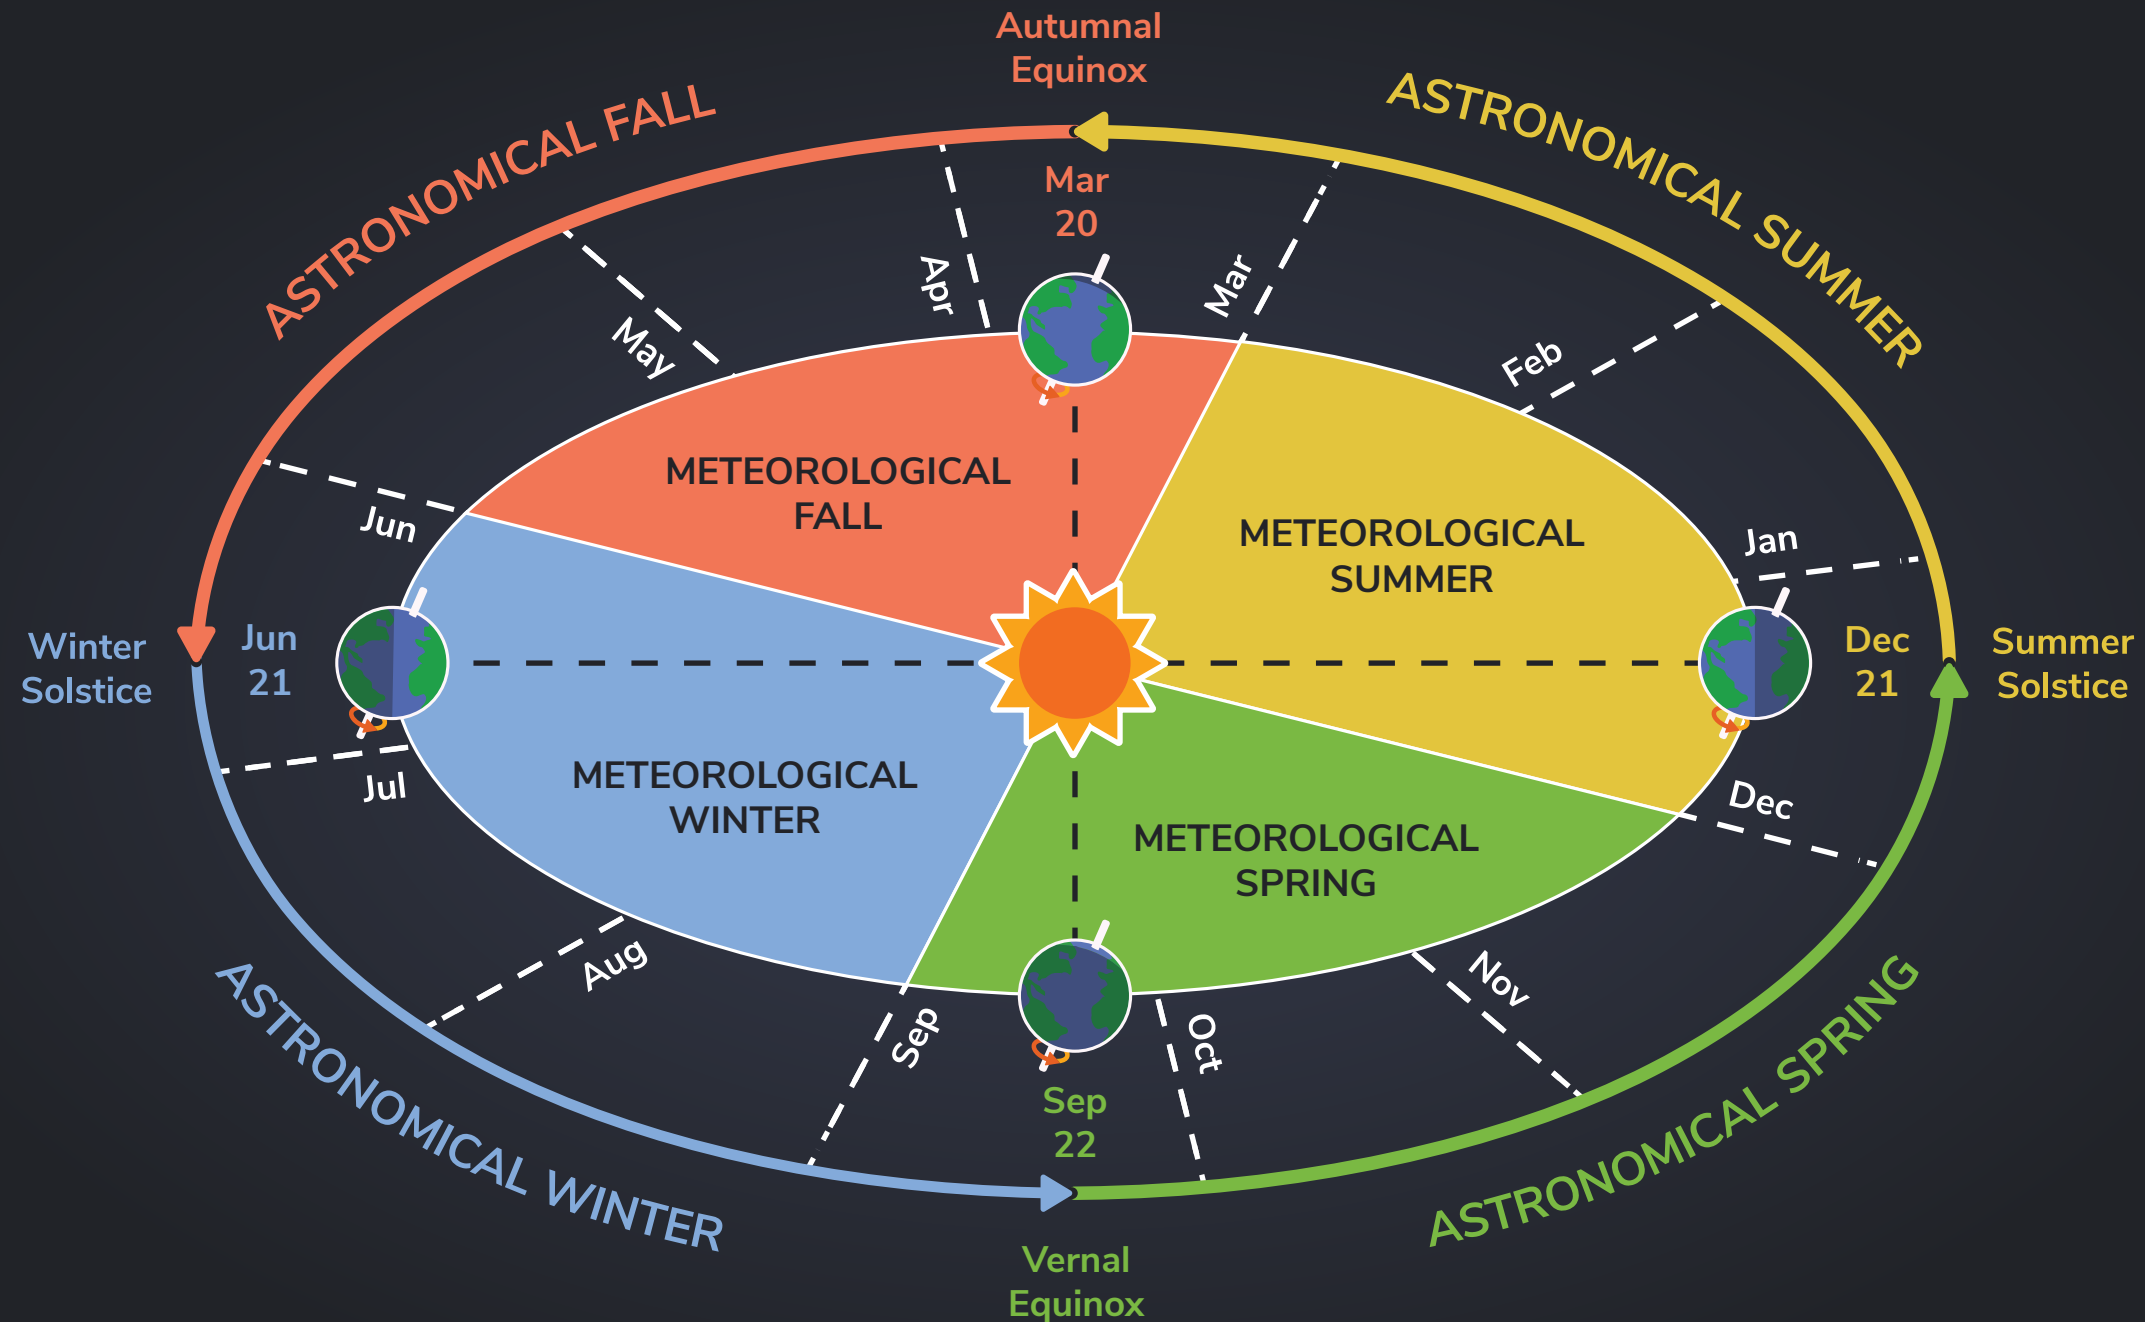 Autumnal
Equinox
ASTRONOMICAL FALL
ASTRONOMICAL SUMMER
Mar
20
Apr
Mar
May
Feb
METEOROLOGICAL
FALL
Jun
METEOROLOGICAL
SUMMER
Jan
Winter
Solstice
Jun
21
Dec
21
Summer
Solstice
METEOROLOGICAL
WINTER
Jul
METEOROLOGICAL
SPRING
Dec
Aug
Sep
Oct
Nov
Sep
22
ASTRONOMICAL WINTER
ASTRONOMICAL SPRING
Vernal
Equinox